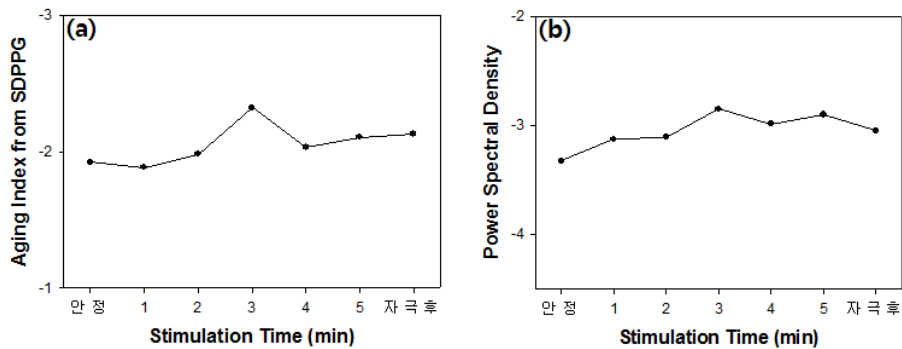 (a)
Aging Index from SDPPG
-3
-2
-1
안 정 1 2 3 4 5 자 극 후
Stimulation Time (min)
(b)
Power Spectral Density
-2
-3
-4
안 정 1 2 3 4 5 자 극 후
Stimulation Time (min)